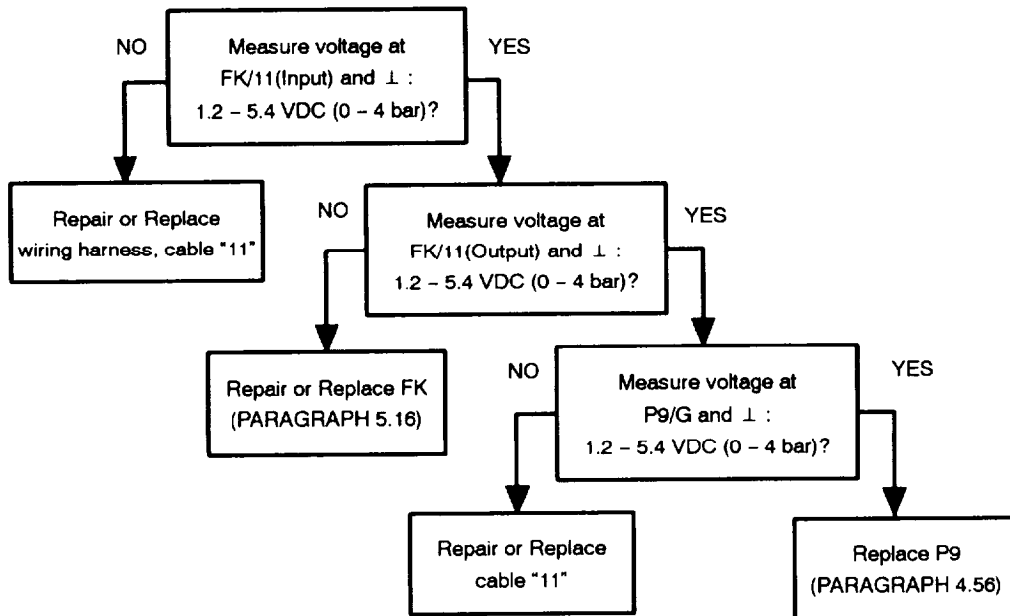 NO
Measure voltage at
FK/11(Input) and ⊥ :
1.2 – 5.4 VDC (0 – 4 bar)?
YES
Repair or Replace
wiring harness, cable "11"
NO
Measure voltage at
FK/11(Output) and ⊥ :
1.2 – 5.4 VDC (0 – 4 bar)?
YES
Repair or Replace FK
(PARAGRAPH 5.16)
NO
Measure voltage at
P9/G and ⊥ :
1.2 – 5.4 VDC (0 – 4 bar)?
YES
Repair or Replace
cable "11"
Replace P9
(PARAGRAPH 4.56)